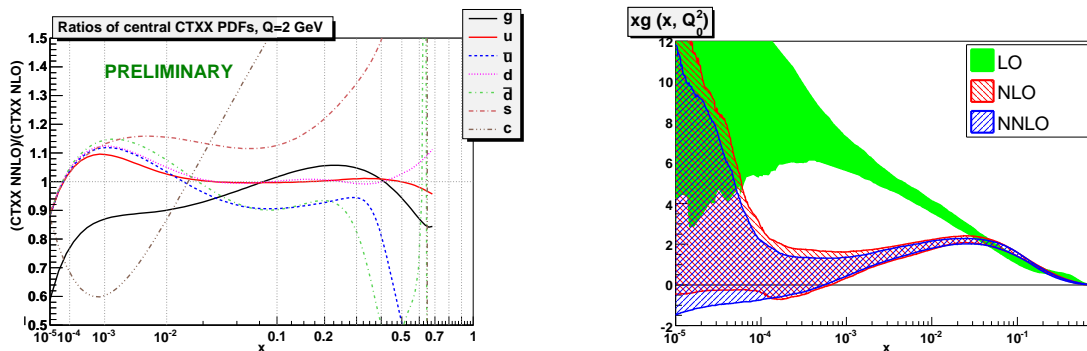 Ratios of central CTXX PDFs, Q=2 GeV
(CTXX NNLO)/(CTXX NLO)
1.5
1.4
1.3
1.2
1.1
1
0.9
0.8
0.7
0.6
0.5
PRELIMINARY
10⁻⁵ 10⁻⁴ 10⁻³ 10⁻² 0.1 0.2 0.5 0.7 1
x
g
u
u̅
d
d̅
s
c
xg (x, Q₀²)
12
10
8
6
4
2
0
-2
LO
NLO
NNLO
10⁻⁵ 10⁻⁴ 10⁻³ 10⁻² 10⁻¹
x